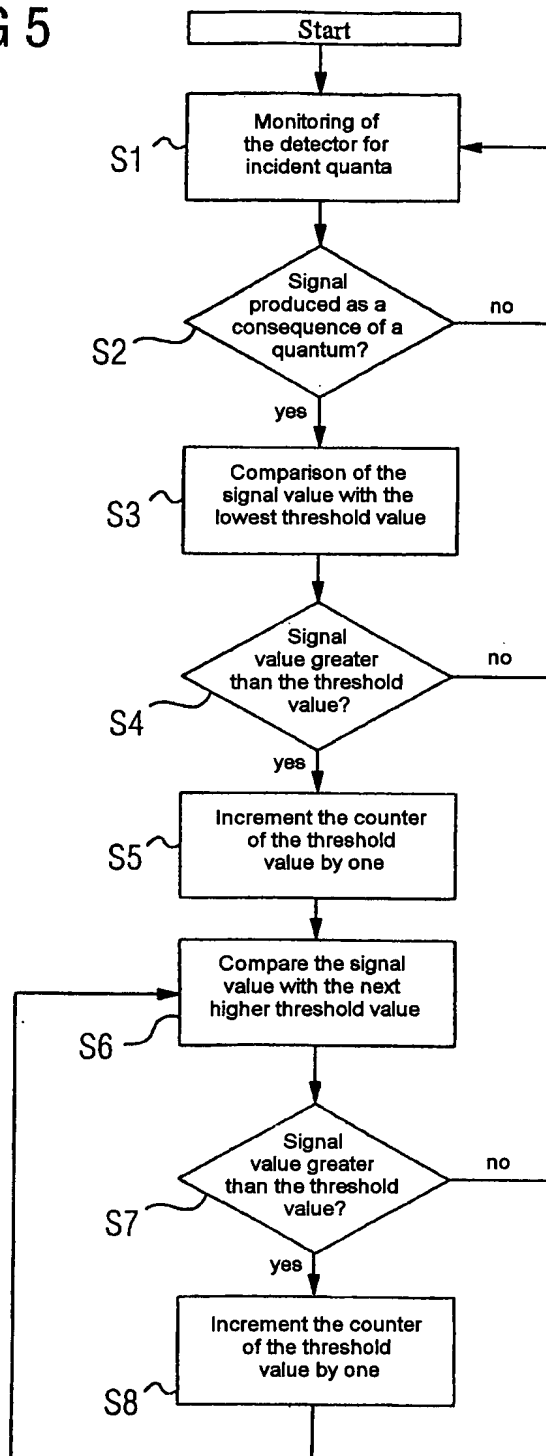 G 5
Start
S1
Monitoring of
the detector for
incident quanta
Signal
produced as a
consequence of a
quantum?
no
S2
yes
Comparison of the
signal value with the
lowest threshold value
S3
Signal
value greater
than the threshold
value?
no
S4
yes
Increment the counter
of the threshold
value by one
S5
Compare the signal
value with the next
higher threshold value
S6
Signal
value greater
than the threshold
value?
no
S7
yes
Increment the counter
of the threshold
value by one
S8